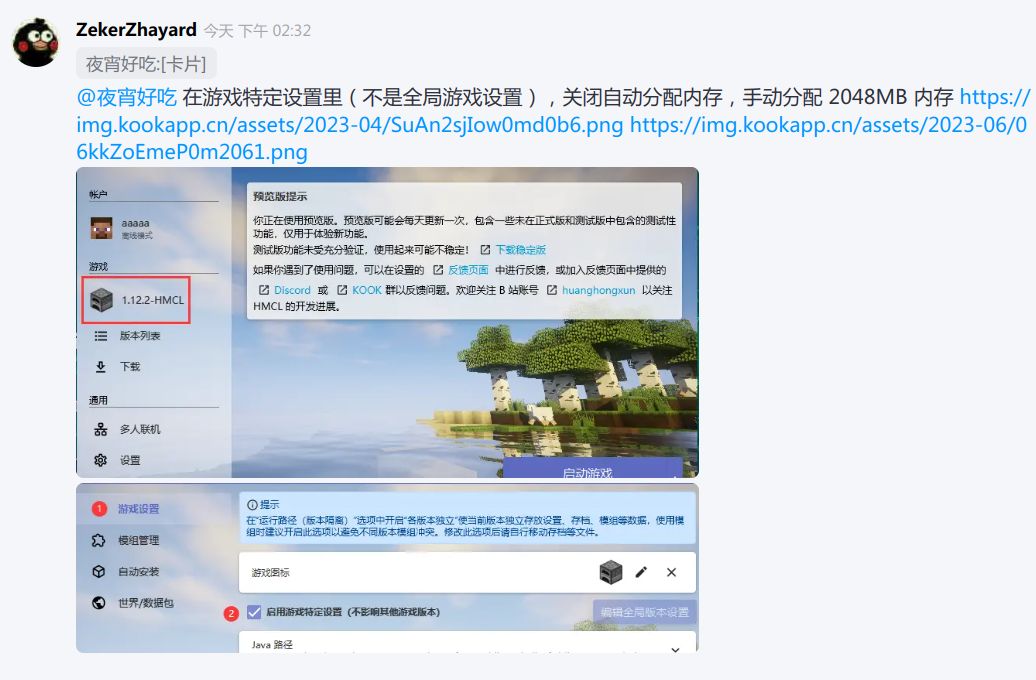 ZekerZhayard 今天 下午 02:32
夜宵好吃:[卡片]
@夜宵好吃 在游戏特定设置里（不是全局游戏设置），关闭自动分配内存，手动分配 2048MB 内存 https://
img.kookapp.cn/assets/2023-04/SuAn2sjIow0md0b6.png https://img.kookapp.cn/assets/2023-06/0
6kkZoEmeP0m2061.png
帐户
aaaaa
离线模式
游戏
1.12.2-HMCL
版本列表
下载
通用
多人联机
设置
预览版提示
你正在使用预览版。预览版可能会每天更新一次，包含一些未在正式版和测试版中包含的测试性
功能，仅用于体验新功能。
测试版功能未受充分验证，使用起来可能不稳定！ 下载稳定版
如果你遇到了使用问题，可以在设置的 反馈页面 中进行反馈，或加入反馈页面中提供的
Discord 或 KOOK 群以反馈问题。欢迎关注 B 站账号 huanghongxun 以关注
HMCL 的开发进展。
启动游戏
1 游戏设置
模组管理
自动安装
世界/数据包
提示
在“运行路径（版本隔离）”选项中开启“各版本独立”使当前版本独立存放设置、存档、模组等数据，使用模
组时建议开启此选项以避免不同版本模组冲突。修改此选项后请自行移动存档等文件。
游戏图标
2 启用游戏特定设置（不影响其他游戏版本） 编辑全局版本设置
Java 路径